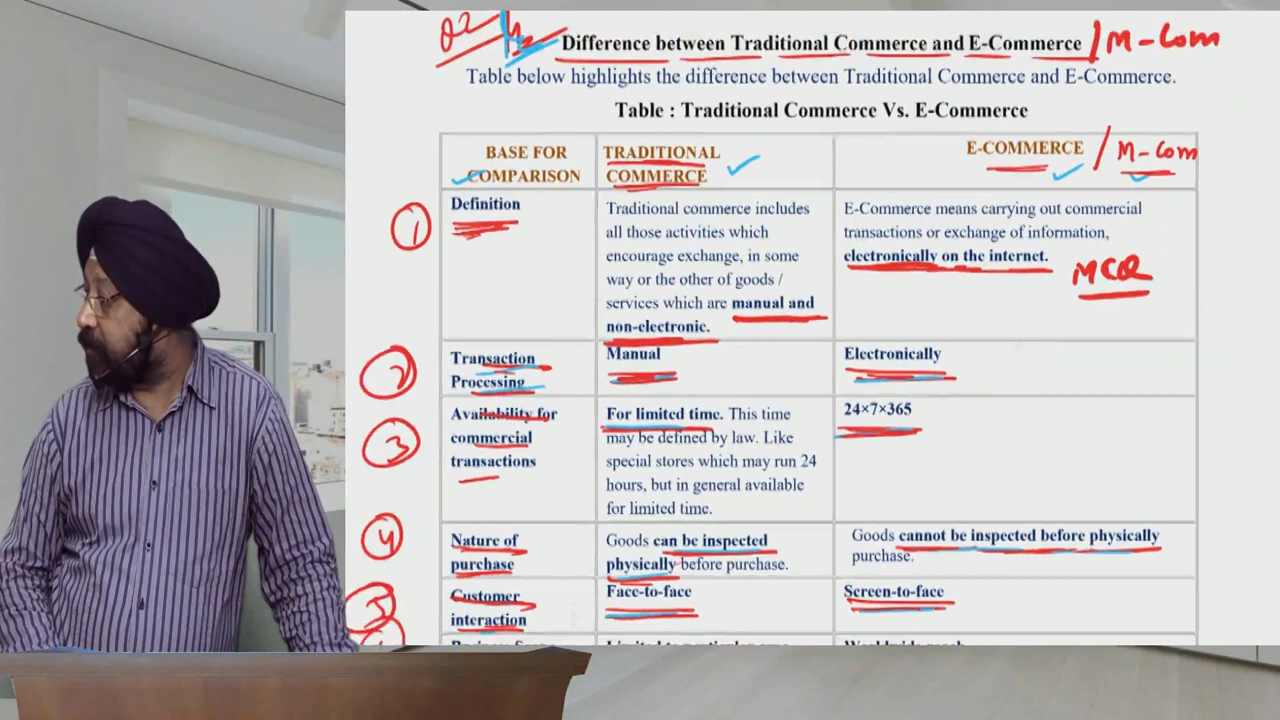 Q2 Difference between Traditional Commerce and E-Commerce / M-Com
Table below highlights the difference between Traditional Commerce and E-Commerce.
Table : Traditional Commerce Vs. E-Commerce
BASE FOR
COMPARISON
TRADITIONAL
COMMERCE
E-COMMERCE / M-Com
1
Definition
Traditional commerce includes
all those activities which
encourage exchange, in some
way or the other of goods /
services which are manual and
non-electronic.
E-Commerce means carrying out commercial
transactions or exchange of information,
electronically on the internet.
MCQ
2
Transaction
Processing
Manual
Electronically
3
Availability for
commercial
transactions
For limited time. This time
may be defined by law. Like
special stores which may run 24
hours, but in general available
for limited time.
24×7×365
4
Nature of
purchase
Goods can be inspected
physically before purchase.
Goods cannot be inspected before physically
purchase.
5
Customer
interaction
Face-to-face
Screen-to-face